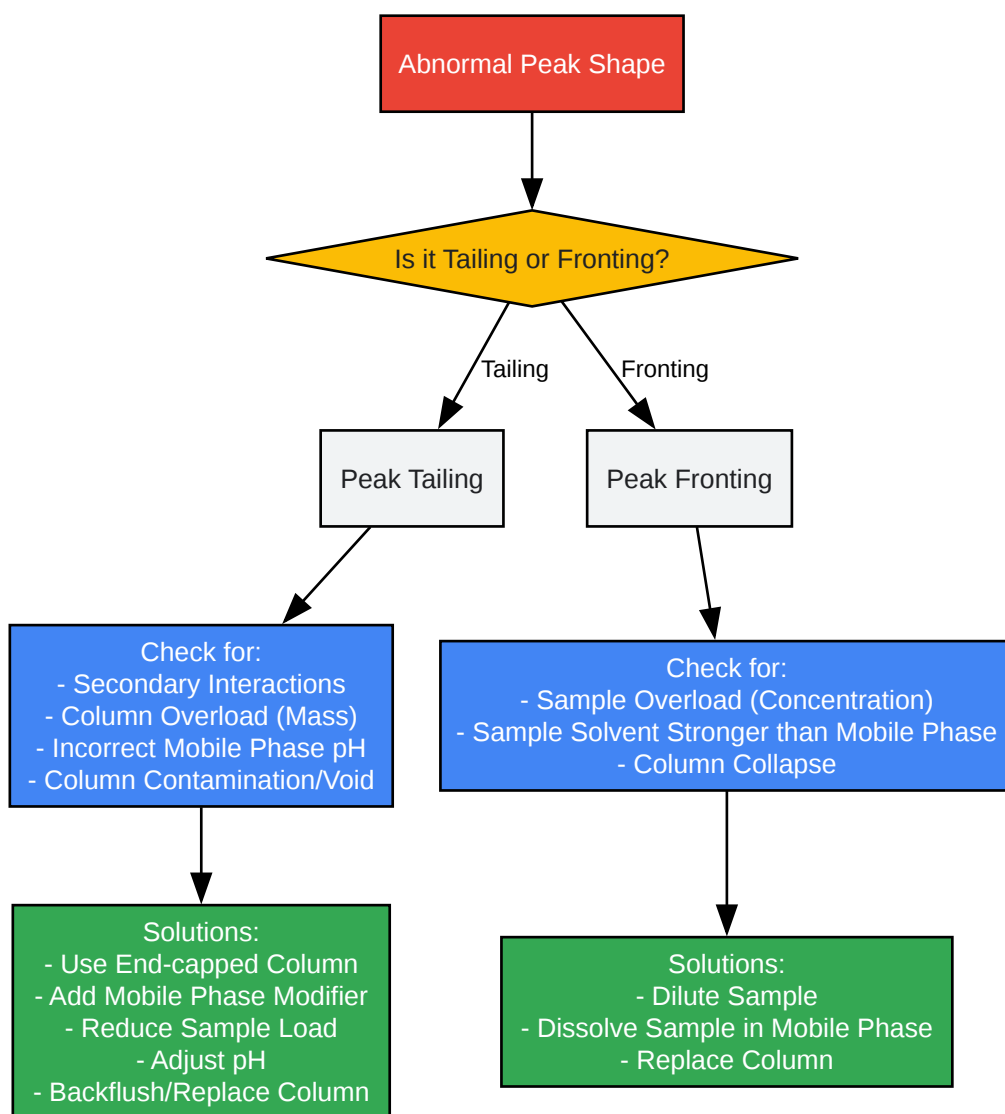 Abnormal Peak Shape
Is it Tailing or Fronting?
Tailing
Fronting
Peak Tailing
Peak Fronting
Check for:
- Secondary Interactions
- Column Overload (Mass)
- Incorrect Mobile Phase pH
- Column Contamination/Void
Check for:
- Sample Overload (Concentration)
- Sample Solvent Stronger than Mobile Phase
- Column Collapse
Solutions:
- Use End-capped Column
- Add Mobile Phase Modifier
- Reduce Sample Load
- Adjust pH
- Backflush/Replace Column
Solutions:
- Dilute Sample
- Dissolve Sample in Mobile Phase
- Replace Column